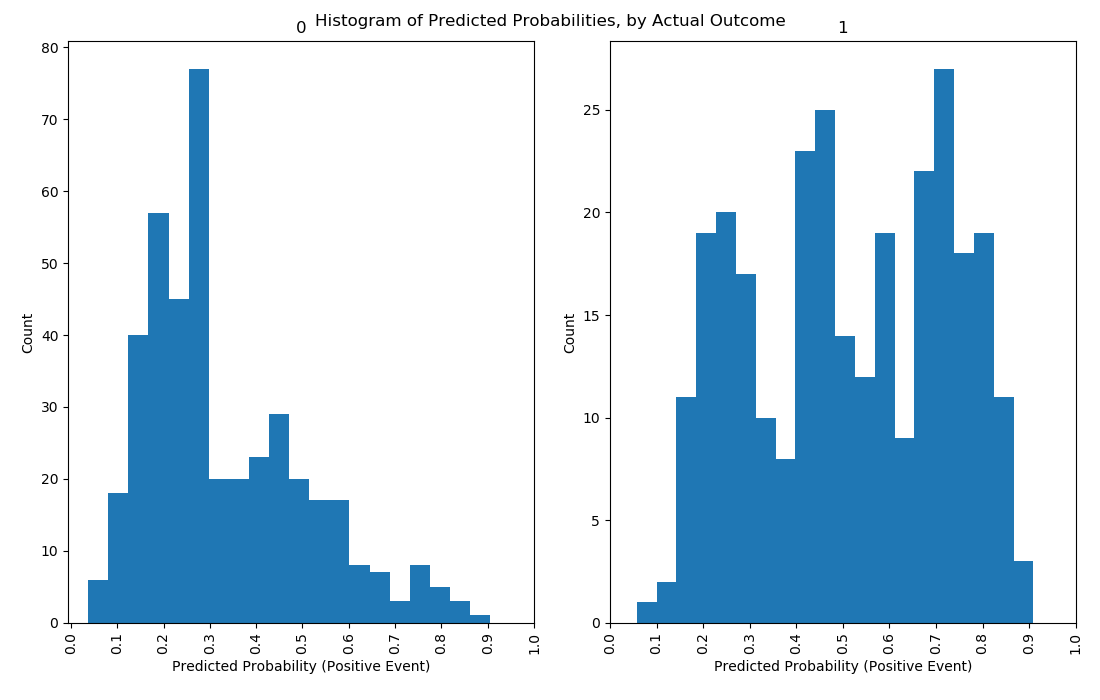 Histogram of Predicted Probabilities, by Actual Outcome
0
80
70
60
50
40
30
20
10
0
Count
0.0 0.1 0.2 0.3 0.4 0.5 0.6 0.7 0.8 0.9 1.0
Predicted Probability (Positive Event)
1
25
20
15
10
5
0
Count
0.0 0.1 0.2 0.3 0.4 0.5 0.6 0.7 0.8 0.9 1.0
Predicted Probability (Positive Event)